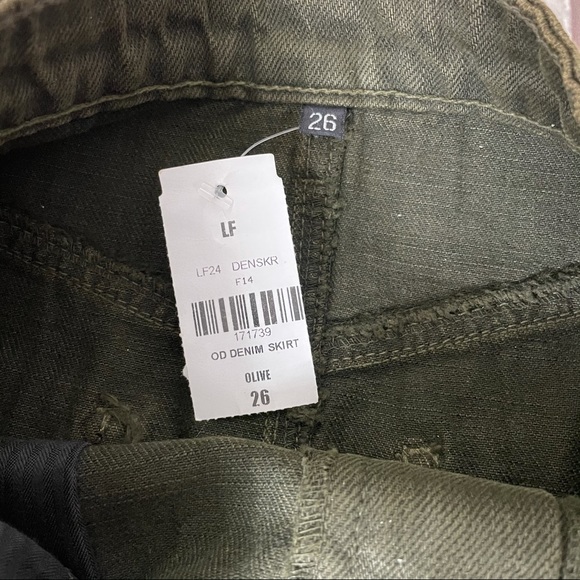 26
LF
LF24 DENSKR
F14
171739
OD DENIM SKIRT
OLIVE
26